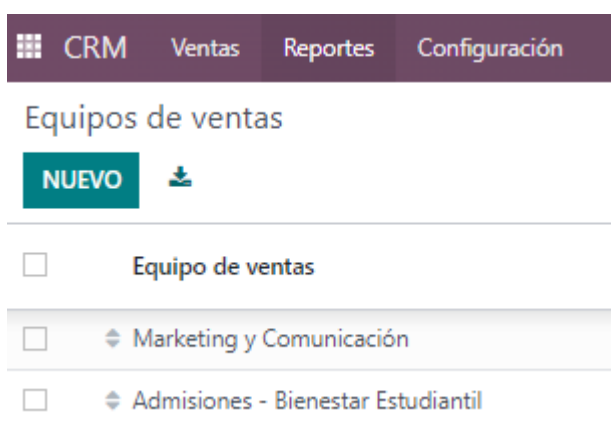 CRM Ventas Reportes Configuración
Equipos de ventas
NUEVO
Equipo de ventas
Marketing y Comunicación
Admisiones - Bienestar Estudiantil